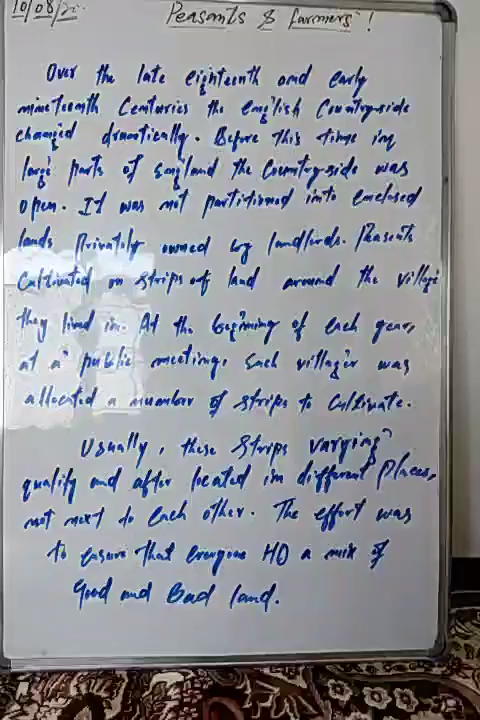 10/08/20
Peasants & farmers!
Over the late eighteenth and early
nineteenth Centuries the english Countryside
changed dramatically. Before this time in
large parts of England the Countryside was
open. It was not partitioned into enclosed
lands Privately owned by landlords. Peasents
Cultivated on strips of land around the village
they lived in. At the beginning of each year,
at a public meeting, each villager was
allocated a number of strips to Cultivate.
Usually, these Strips varying
quality and after located in different Places,
not next to Each other. The effort was
to ensure that everyone HD a mix of
Good and Bad land.